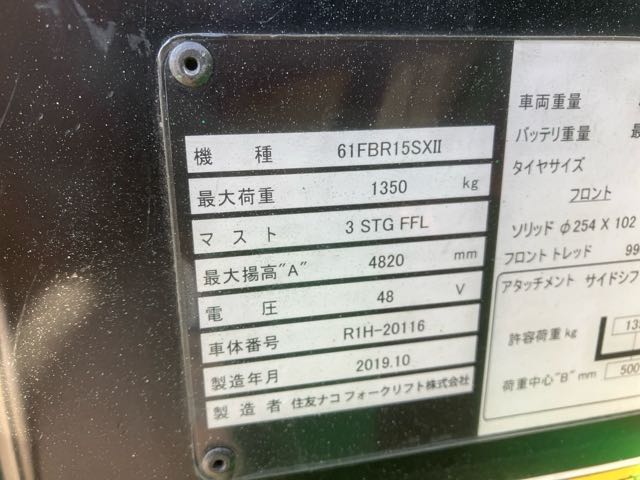 機 種 61FBR15SXⅡ
最大荷重 1350 kg
マスト 3 STG FFL
最大揚高"A" 4820 mm
電 圧 48 V
車体番号 R1H-20116
製造年月 2019.10
製造者 住友ナコ フォークリフト株式会社
車両重量
バッテリ重量
タイヤサイズ
フロント
ソリッド φ254 X 102
フロント トレッド 99
アタッチメント サイドシフ
許容荷重 kg 135
荷重中心"B" mm 500